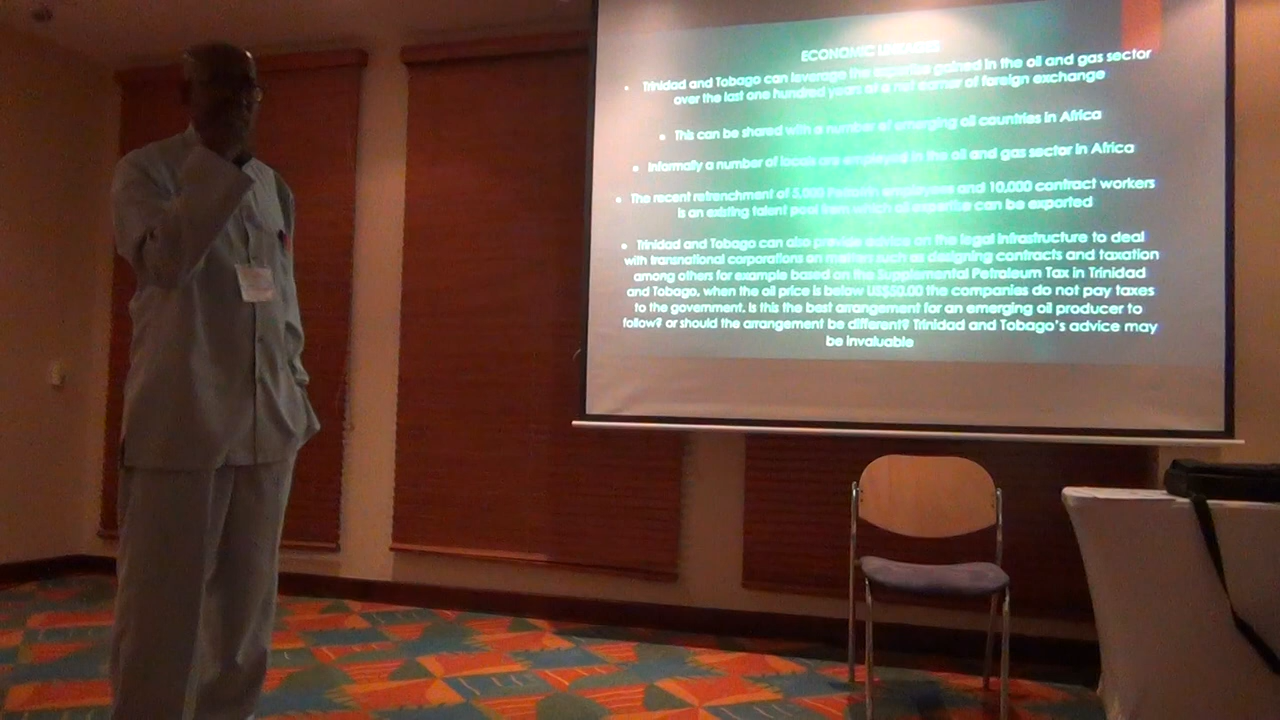 ECONOMIC LINKAGES
• Trinidad and Tobago can leverage the expertise gained in the oil and gas sector
over the last one hundred years as a net earner of foreign exchange
• This can be shared with a number of emerging oil countries in Africa
• Informally a number of locals are employed in the oil and gas sector in Africa
• The recent retrenchment of 5,000 Petrotrin employees and 10,000 contract workers
is an existing talent pool from which oil expertise can be exported
• Trinidad and Tobago can also provide advice on the legal infrastructure to deal
with transnational corporations on matters such as designing contracts and taxation
among others for example based on the Supplemental Petroleum Tax in Trinidad
and Tobago, when the oil price is below US$50.00 the companies do not pay taxes
to the government. Is this the best arrangement for an emerging oil producer to
follow? or should the arrangement be different? Trinidad and Tobago's advice may
be invaluable